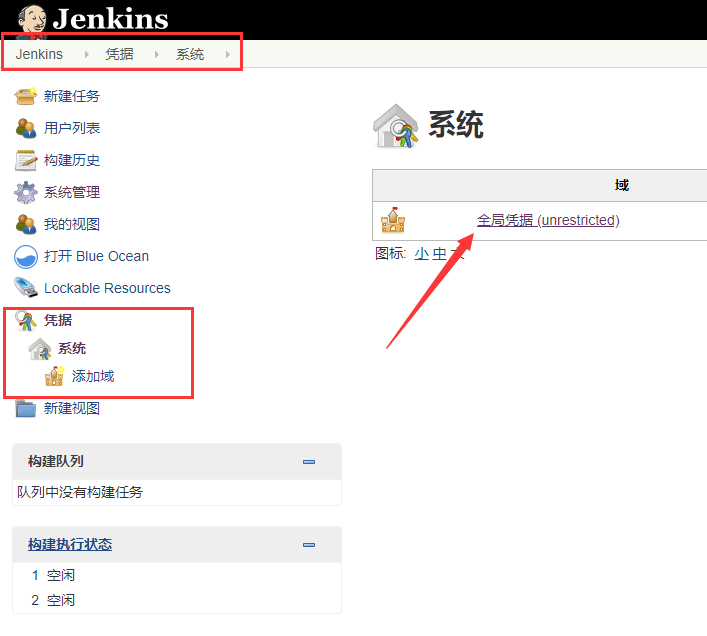 Jenkins
Jenkins 凭据 系统
新建任务
用户列表
构建历史
系统管理
我的视图
打开 Blue Ocean
Lockable Resources
凭据
系统
添加域
新建视图
构建队列
队列中没有构建任务
构建执行状态
1 空闲
2 空闲
系统
域
全局凭据 (unrestricted)
图标: 小 中 大